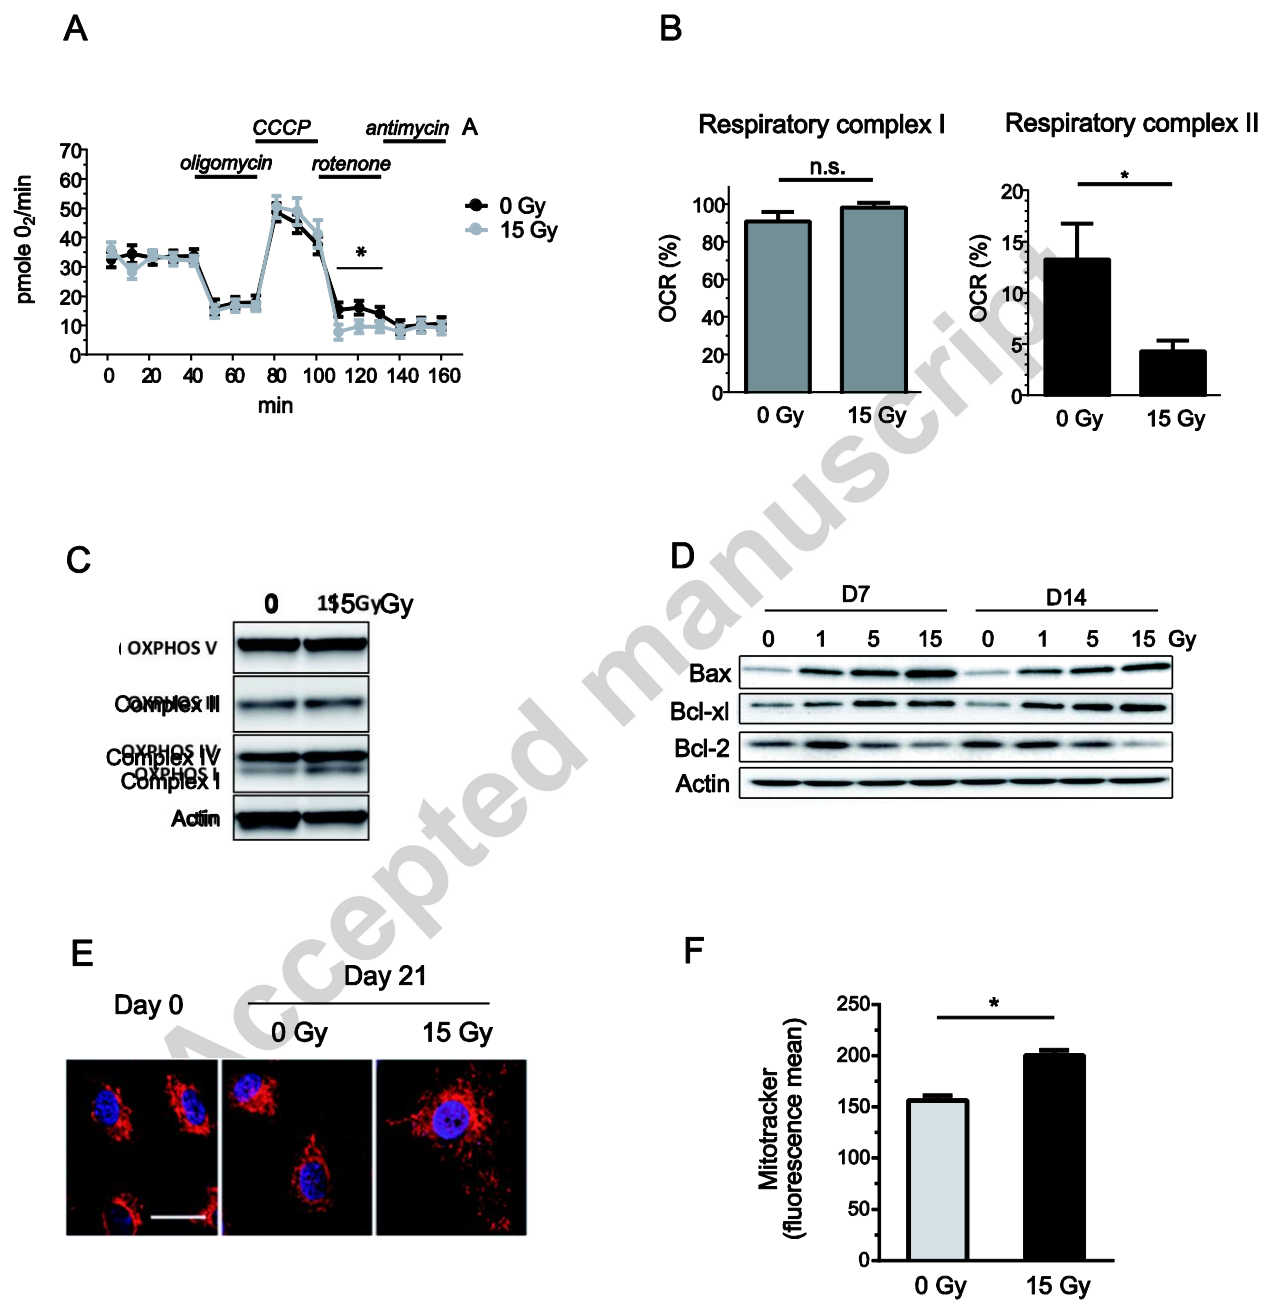 A
CCCP
antimycin A
oligomycin
rotenone
70
60
50
40
30
20
10
0
pmole 02/min
*
0 Gy
15 Gy
0 20 40 60 80 100 120 140 160
min
B
Respiratory complex I
n.s.
100
80
60
40
20
0
OCR (%)
0 Gy 15 Gy
Respiratory complex II
*
20
15
10
5
0
OCR (%)
0 Gy 15 Gy
C
0 15 Gy
OXPHOS V
Complex III
OXPHOS IV
Complex IV
OXPHOS I
Complex I
Actin
D
D7 D14
0 1 5 15 0 1 5 15 Gy
Bax
Bcl-xl
Bcl-2
Actin
E
Day 21
Day 0
0 Gy 15 Gy
F
250
200
150
100
50
0
Mitotracker
(fluorescence mean)
*
0 Gy 15 Gy
Accepted manuscript